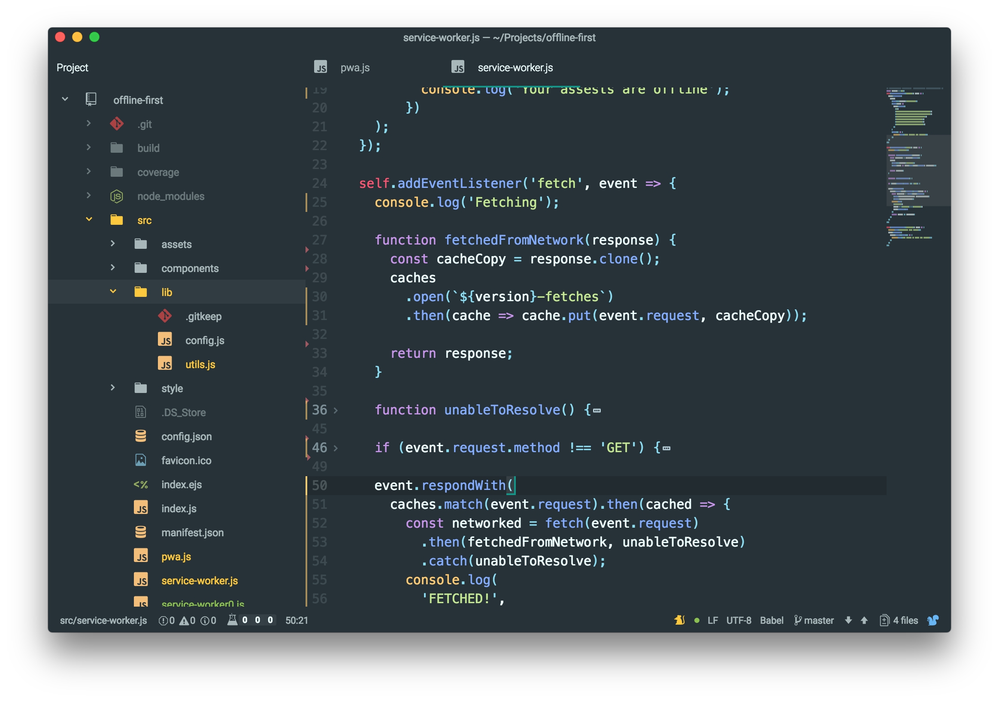 service-worker.js — ~/Projects/offline-first
Project
pwa.js
service-worker.js
offline-first
.git
build
coverage
node_modules
src
assets
components
lib
.gitkeep
config.js
utils.js
style
.DS_Store
config.json
favicon.ico
index.ejs
index.js
manifest.json
pwa.js
service-worker.js
service-worker0.js
19 console.log('Your assests are offline');
20 })
21 );
22 });
23
24 self.addEventListener('fetch', event => {
25 console.log('Fetching');
26
27 function fetchedFromNetwork(response) {
28 const cacheCopy = response.clone();
29 caches
30 .open(`${version}-fetches`)
31 .then(cache => cache.put(event.request, cacheCopy));
32
33 return response;
34 }
35
36 function unableToResolve() {…
45
46 if (event.request.method !== 'GET') {…
49
50 event.respondWith(
51 caches.match(event.request).then(cached => {
52 const networked = fetch(event.request)
53 .then(fetchedFromNetwork, unableToResolve)
54 .catch(unableToResolve);
55 console.log(
56 'FETCHED!',
src/service-worker.js 0 0 0 0 0 0 50:21 LF UTF-8 Babel master 4 files